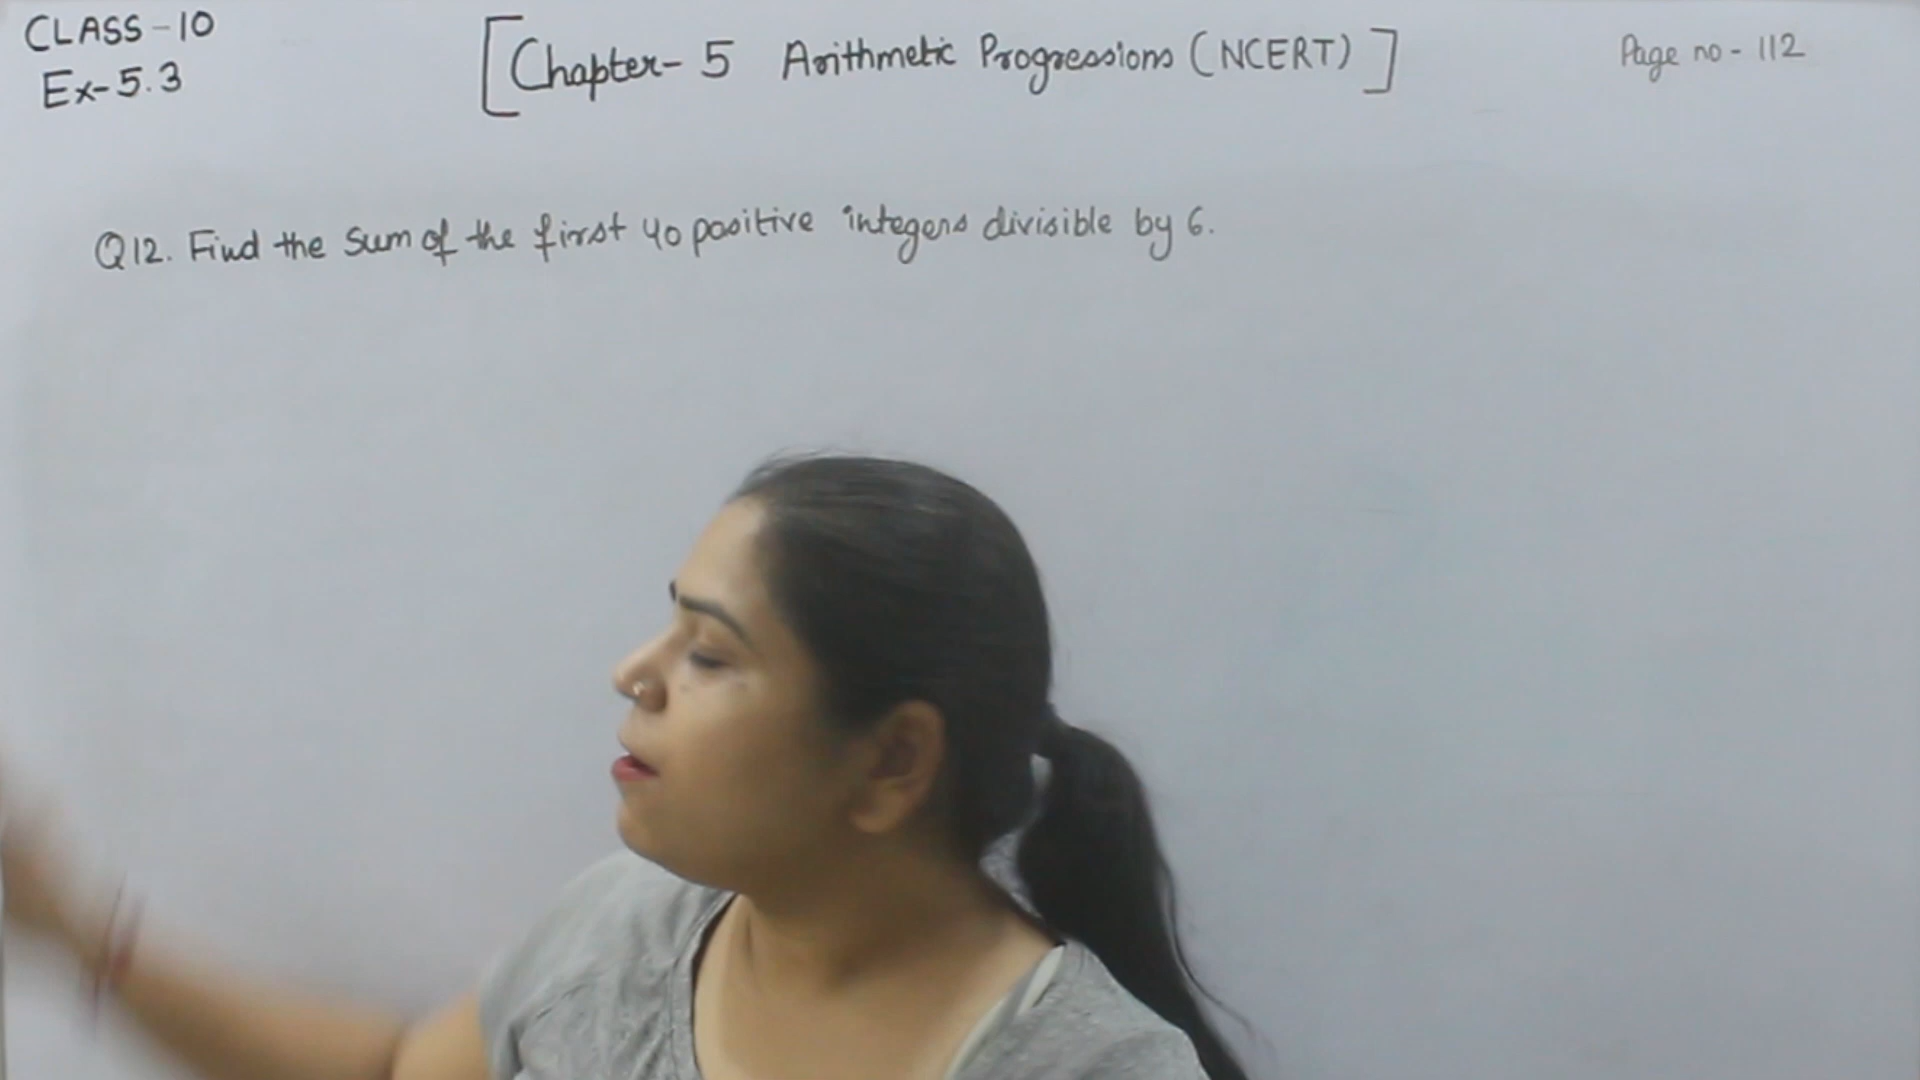 CLASS-10
Ex-5.3
[Chapter-5 Arithmetic Progressions (NCERT)]
Page no-112
Q12. Find the Sum of the first 40 positive integers divisible by 6.